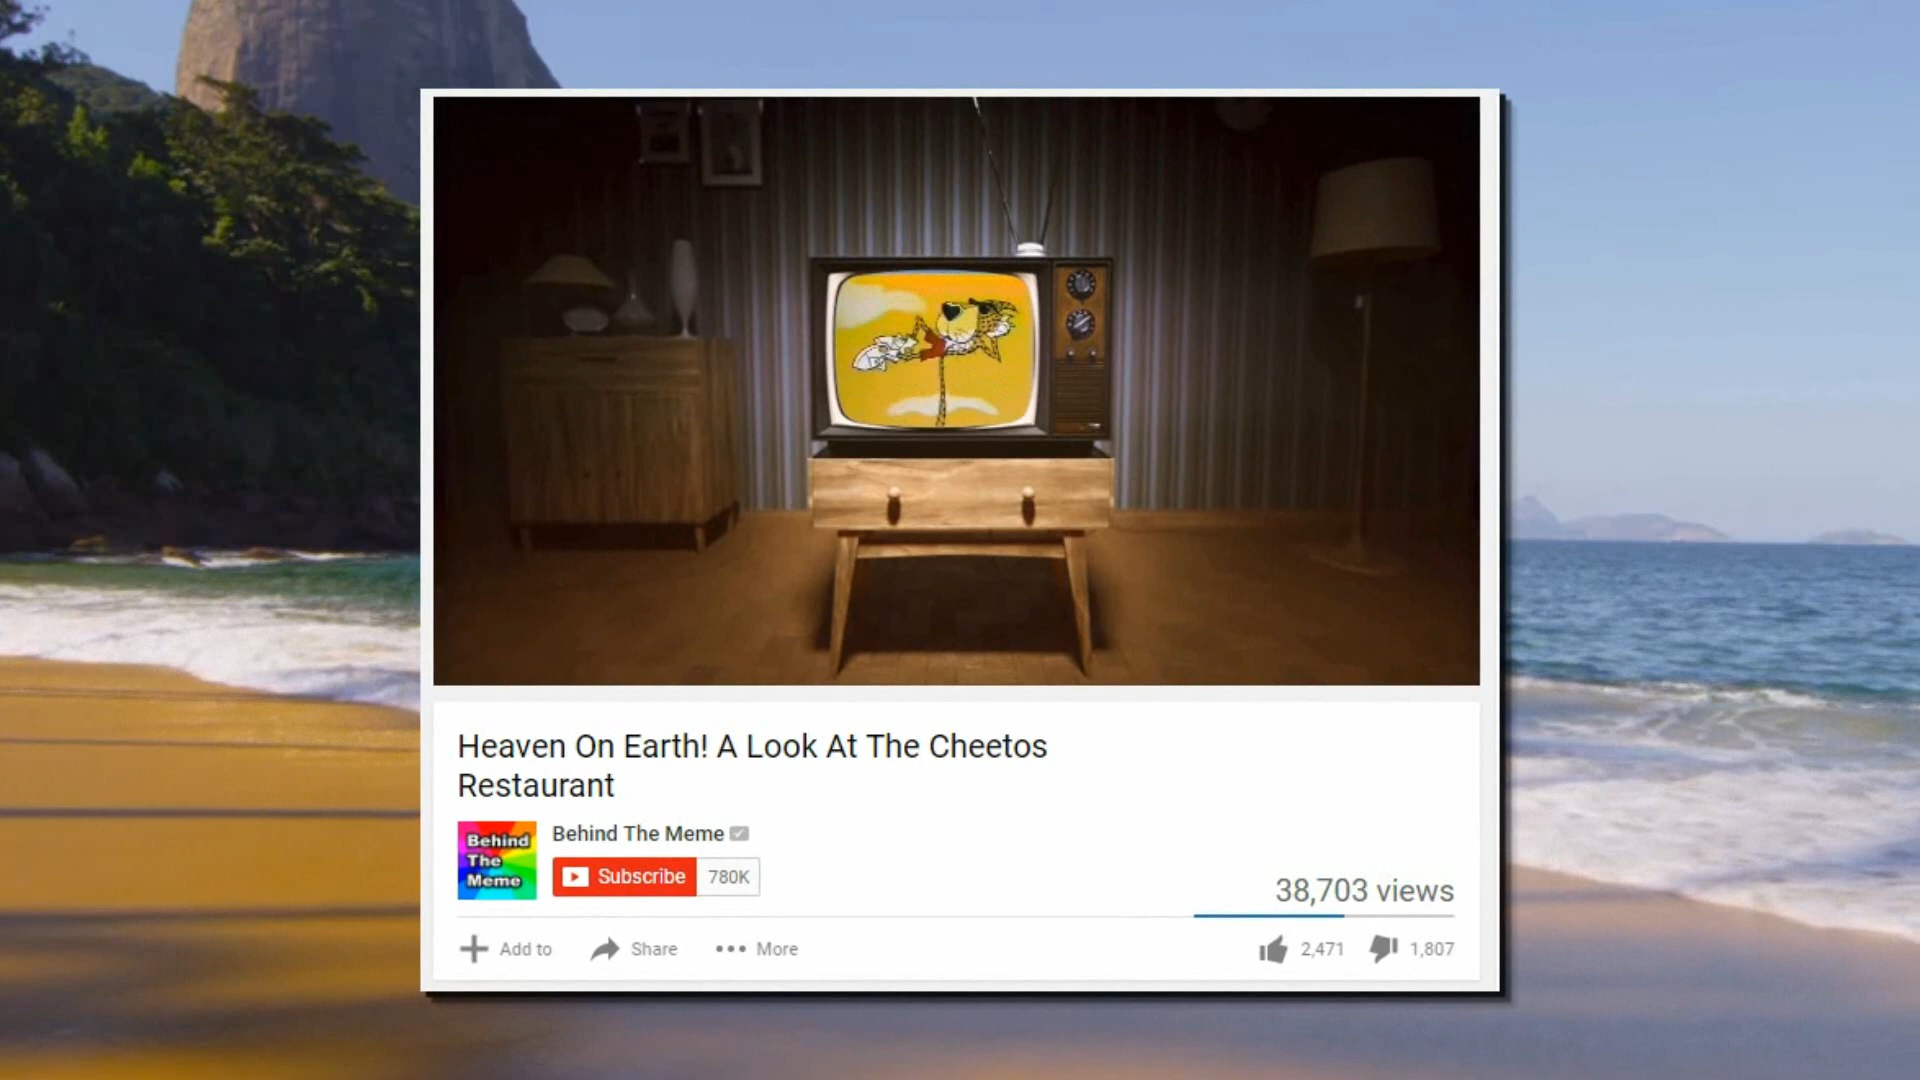 Heaven On Earth! A Look At The Cheetos
Restaurant
Behind
The
Meme
Behind The Meme
Subscribe 780K
38,703 views
Add to Share More
2,471 1,807